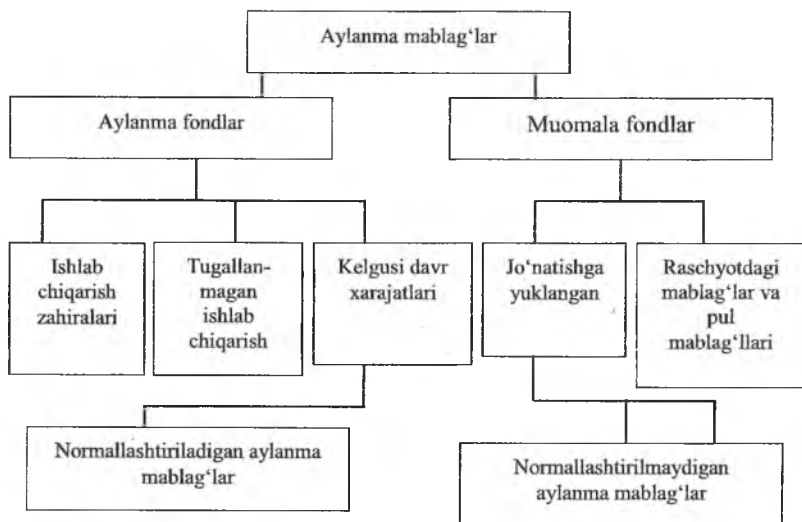 Aylanma mablag‘lar
Aylanma fondlar
Muomala fondlar
Ishlab
chiqarish
zahiralari
Tugallan-
magan
ishlab
chiqarish
Kelgusi davr
xarajatlari
Jo‘natishga
yuklangan
Raschyotdagi
mablag‘lar va
pul
mablag‘llari
Normallashtiriladigan aylanma
mablag‘lar
Normallashtirilmaydigan
aylanma mablag‘lar